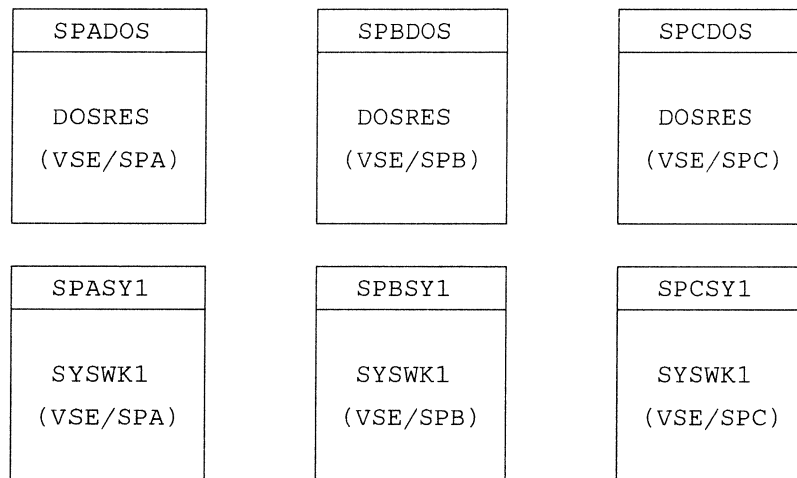 SPADOS SPBDOS SPCDOS
DOSRES DOSRES DOSRES
(VSE/SPA) (VSE/SPB) (VSE/SPC)
SPASY1 SPBSY1 SPCSY1
SYSWK1 SYSWK1 SYSWK1
(VSE/SPA) (VSE/SPB) (VSE/SPC)